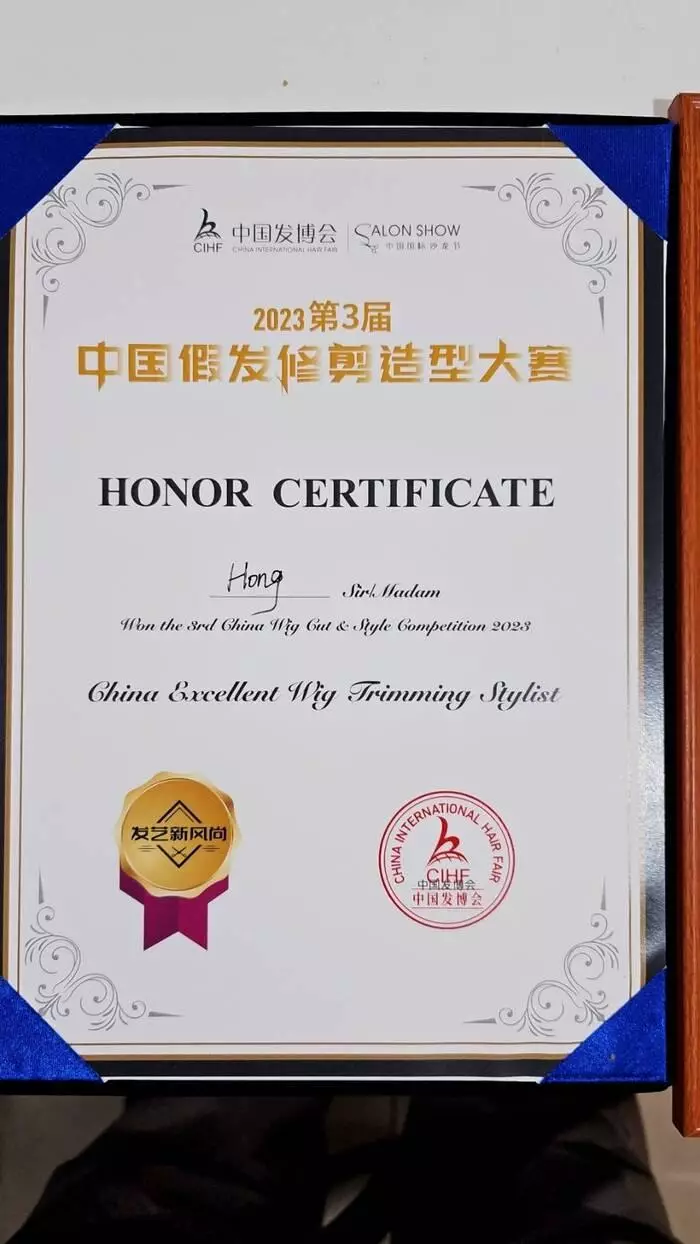 CIHF 中国发博会 SALON SHOW
CHINA INTERNATIONAL HAIR FAIR 中国国际沙龙节
2023第3届
中国假发修剪造型大赛
HONOR CERTIFICATE
Hong Sir/Madam
Won the 3rd China Wig Cut & Style Competition 2023
China Excellent Wig Trimming Stylist
发艺新风尚
CHINA INTERNATIONAL HAIR FAIR
CIHF
中国发博会
中国发博会